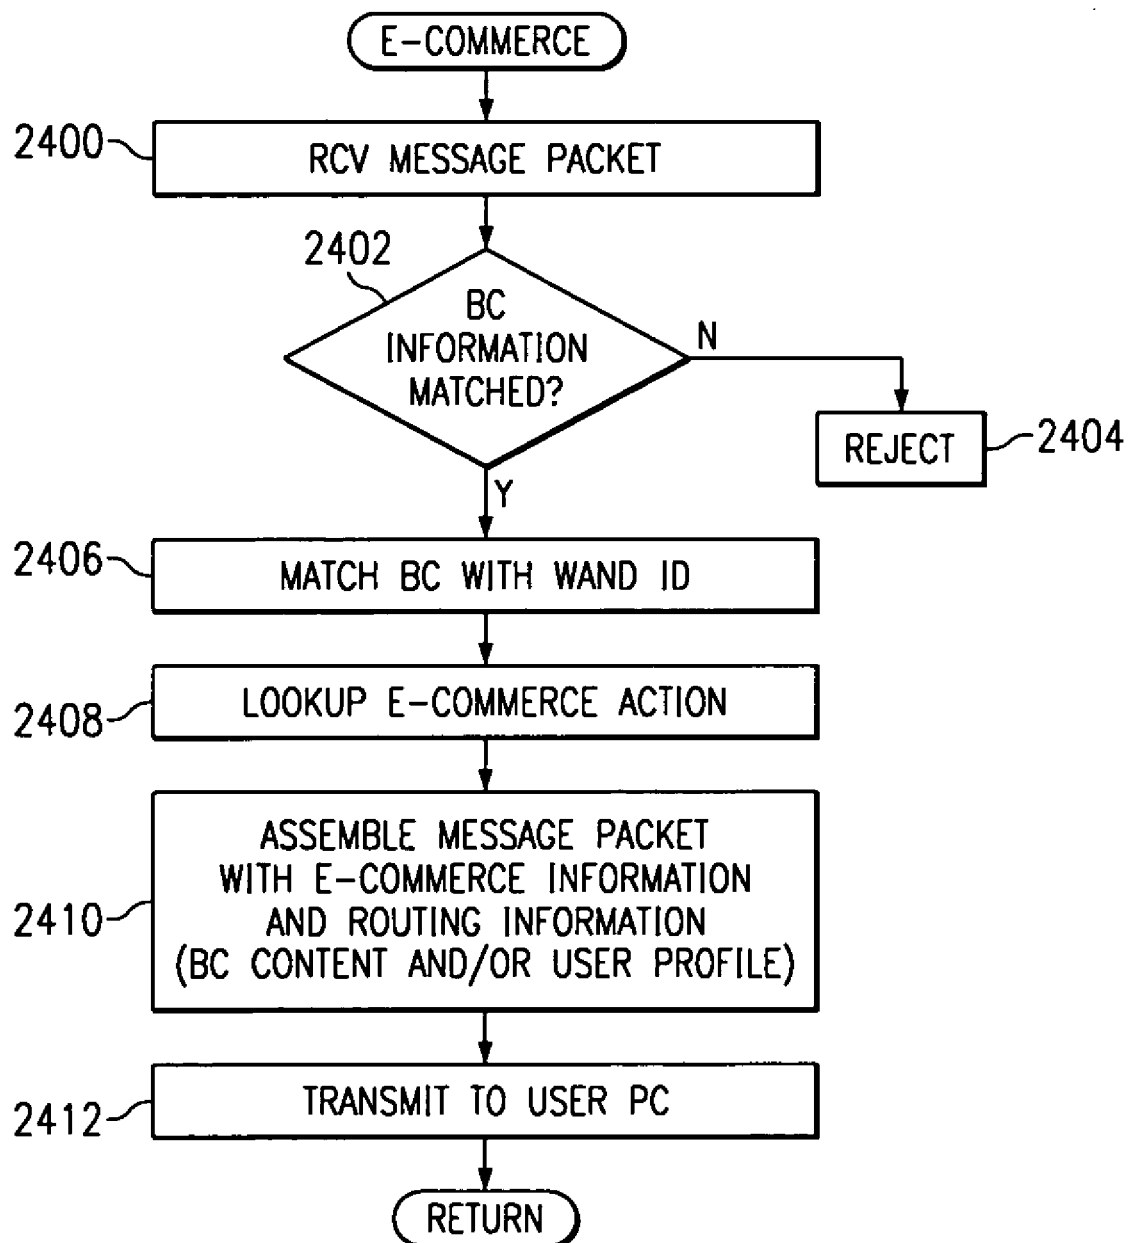 E-COMMERCE
2400
RCV MESSAGE PACKET
2402
BC
INFORMATION
MATCHED?
N
REJECT
2404
Y
2406
MATCH BC WITH WAND ID
2408
LOOKUP E-COMMERCE ACTION
2410
ASSEMBLE MESSAGE PACKET
WITH E-COMMERCE INFORMATION
AND ROUTING INFORMATION
(BC CONTENT AND/OR USER PROFILE)
2412
TRANSMIT TO USER PC
RETURN